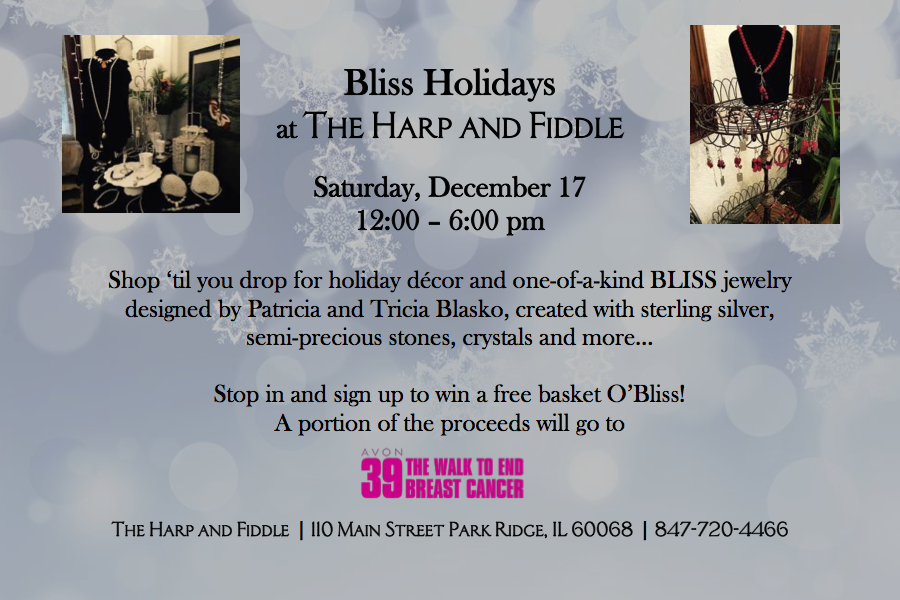 Bliss Holidays
at THE HARP AND FIDDLE
Saturday, December 17
12:00 – 6:00 pm
Shop ‘til you drop for holiday décor and one-of-a-kind BLISS jewelry
designed by Patricia and Tricia Blasko, created with sterling silver,
semi-precious stones, crystals and more...
Stop in and sign up to win a free basket O’Bliss!
A portion of the proceeds will go to
AVON
39 THE WALK TO END
BREAST CANCER
THE HARP AND FIDDLE | 110 MAIN STREET PARK RIDGE, IL 60068 | 847-720-4466